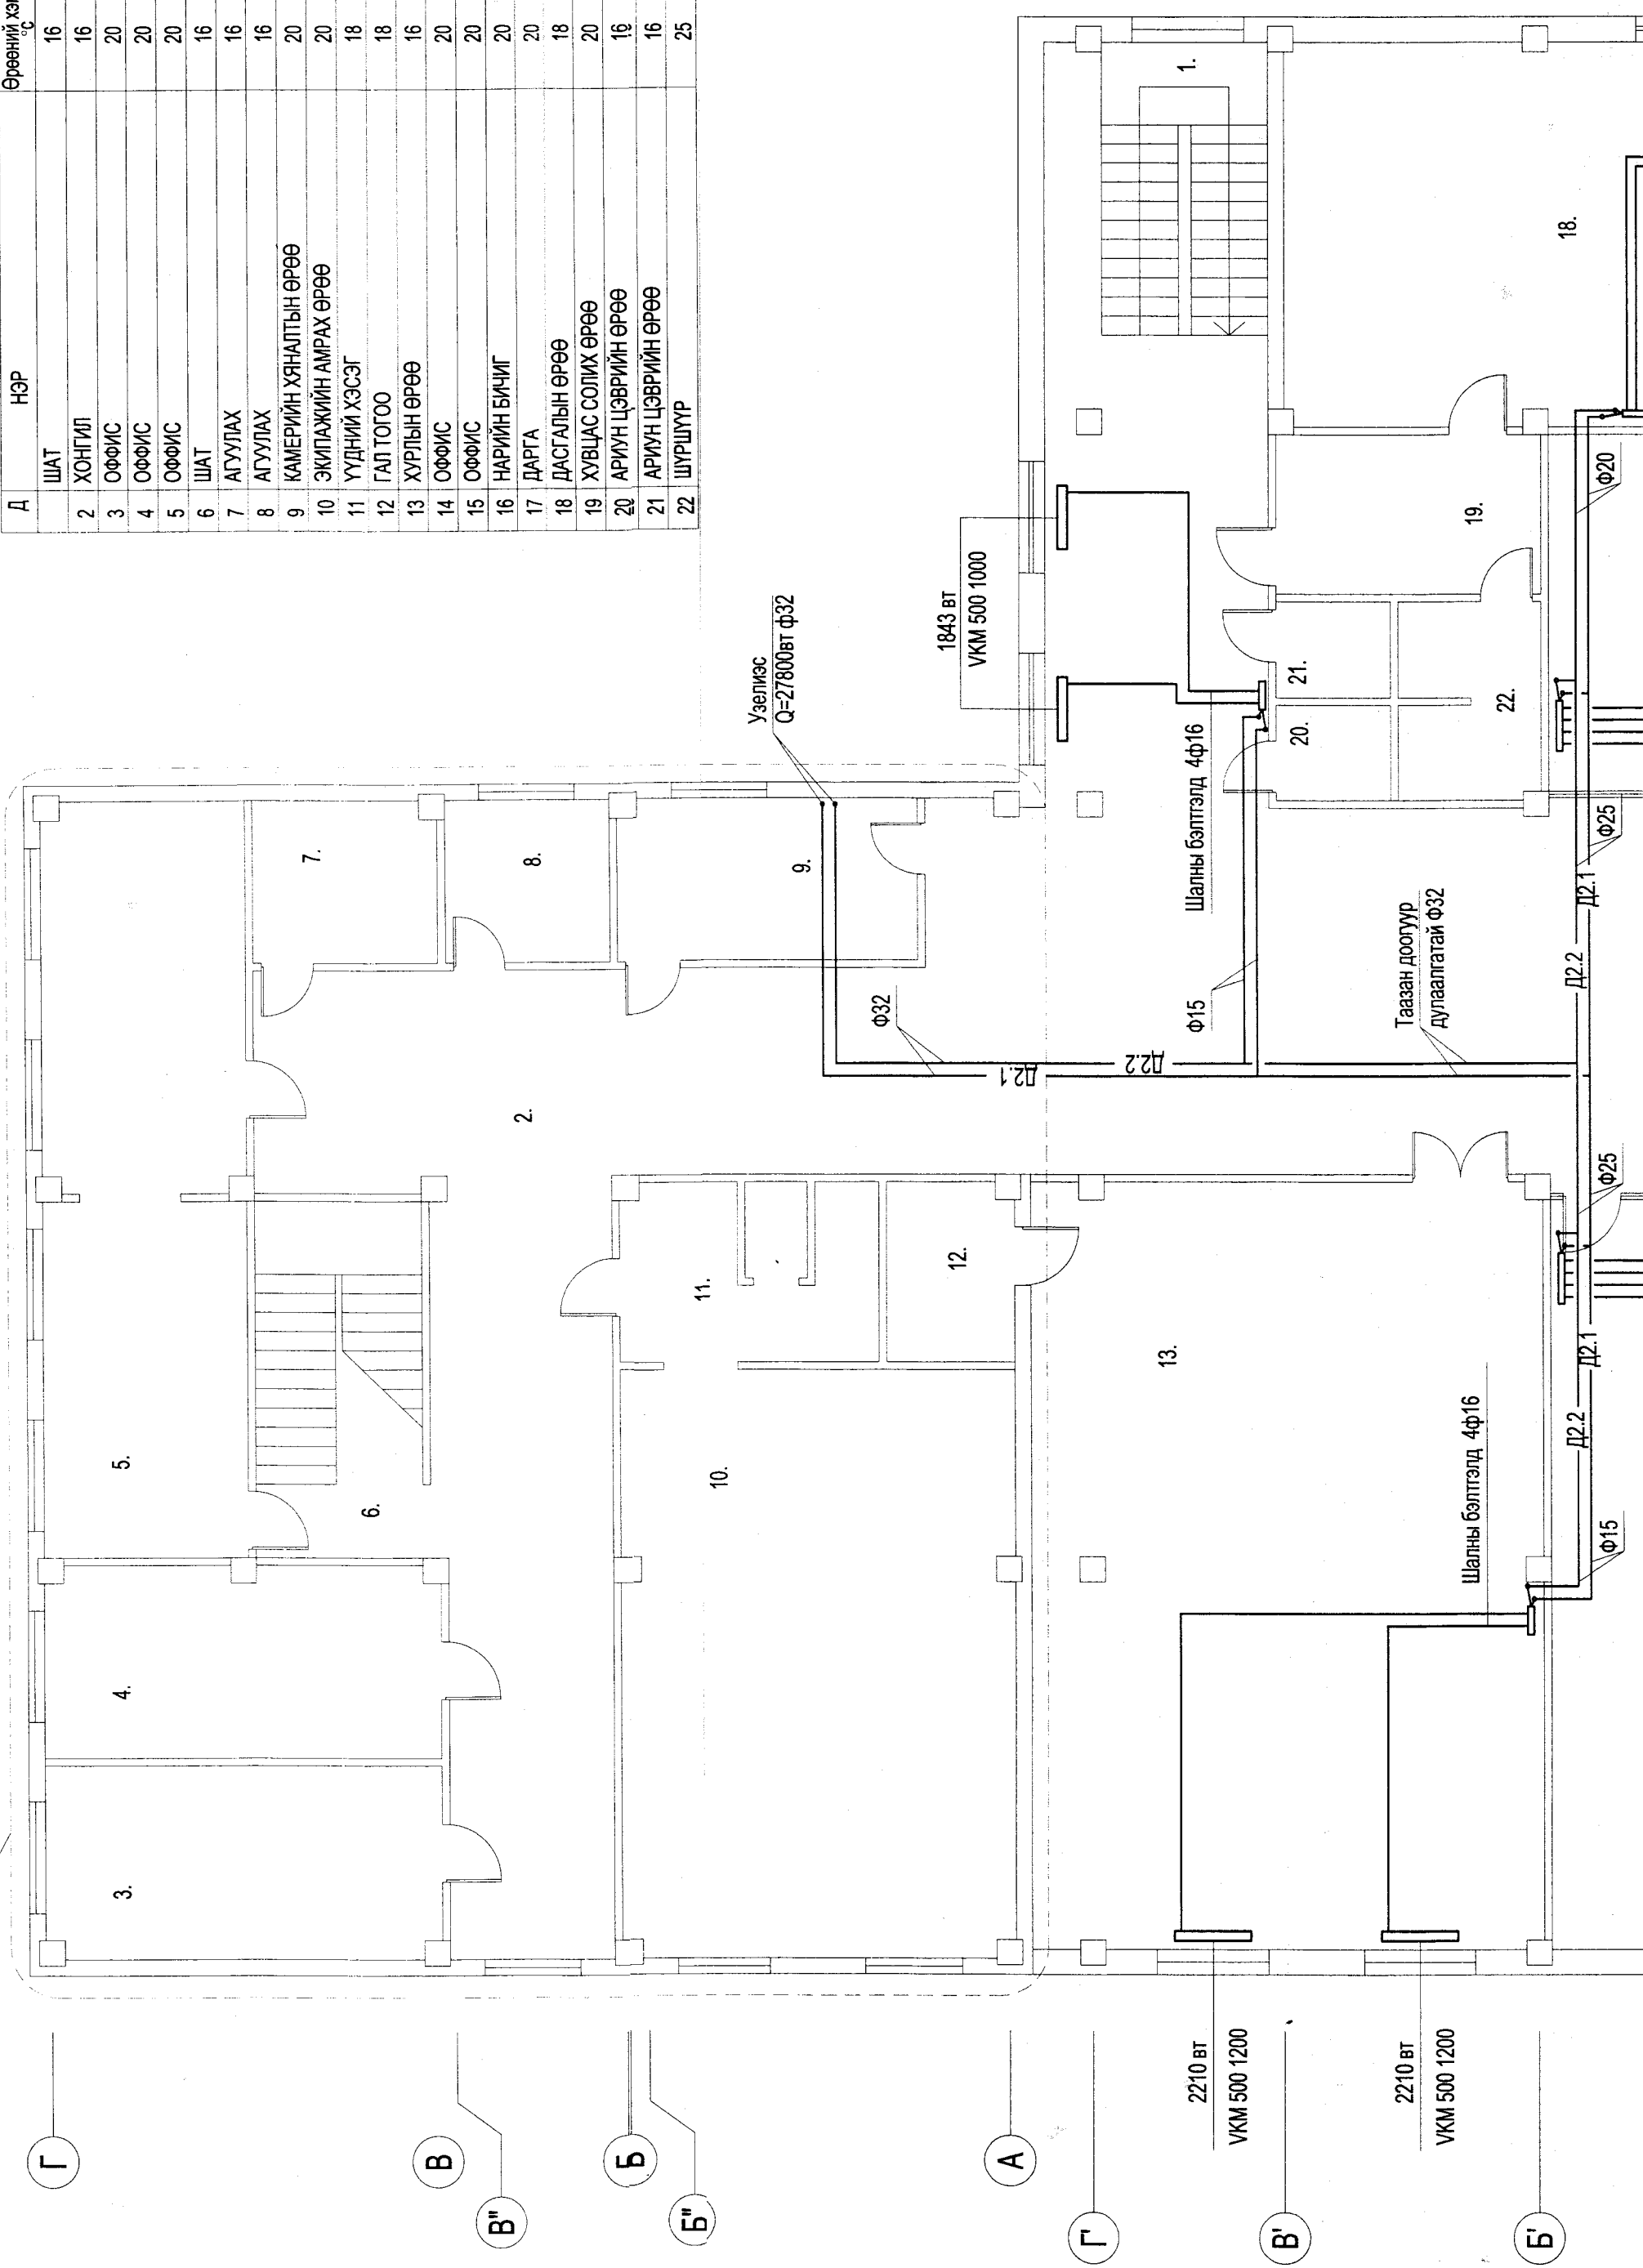 Д НЭР Өрөөний хэм °С
ШАТ 16
2 ХОНГИЛ 16
3 ОФФИС 20
4 ОФФИС 20
5 ОФФИС 20
6 ШАТ 16
7 АГУУЛАХ 16
8 АГУУЛАХ 16
9 КАМЕРИЙН ХЯНАЛТЫН ӨРӨӨ 20
10 ЭКИПАЖИЙН АМРАХ ӨРӨӨ 20
11 ҮҮДНИЙ ХЭСЭГ 18
12 ГАЛ ТОГОО 18
13 ХУРЛЫН ӨРӨӨ 16
14 ОФФИС 20
15 ОФФИС 20
16 НАРИЙН БИЧИГ 20
17 ДАРГА 20
18 ДАСГАЛЫН ӨРӨӨ 18
19 ХУВЦАС СОЛИХ ӨРӨӨ 20
20 АРИУН ЦЭВРИЙН ӨРӨӨ 16
21 АРИУН ЦЭВРИЙН ӨРӨӨ 16
22 ШҮРШҮҮР 25
Г
В
В"
Б
Б"
А
Г'
В'
Б'
3.
4.
5.
6.
7.
8.
9.
2.
10.
11.
12.
13.
1.
18.
19.
20.
21.
22.
Узелиэс
Q=27800вт ф32
1843 вт
VKM 500 1000
Шалны бэлтгэлд 4ф16
Ф32
Д2.1
Д2.2
Ф15
Таазан доогуур
дулаалгатай Ф32
Ф20
Ф25
Д2.1
Д2.2
Ф25
Д2.1
Д2.2
Ф15
Шалны бэлтгэлд 4ф16
2210 вт
VKM 500 1200
2210 вт
VKM 500 1200